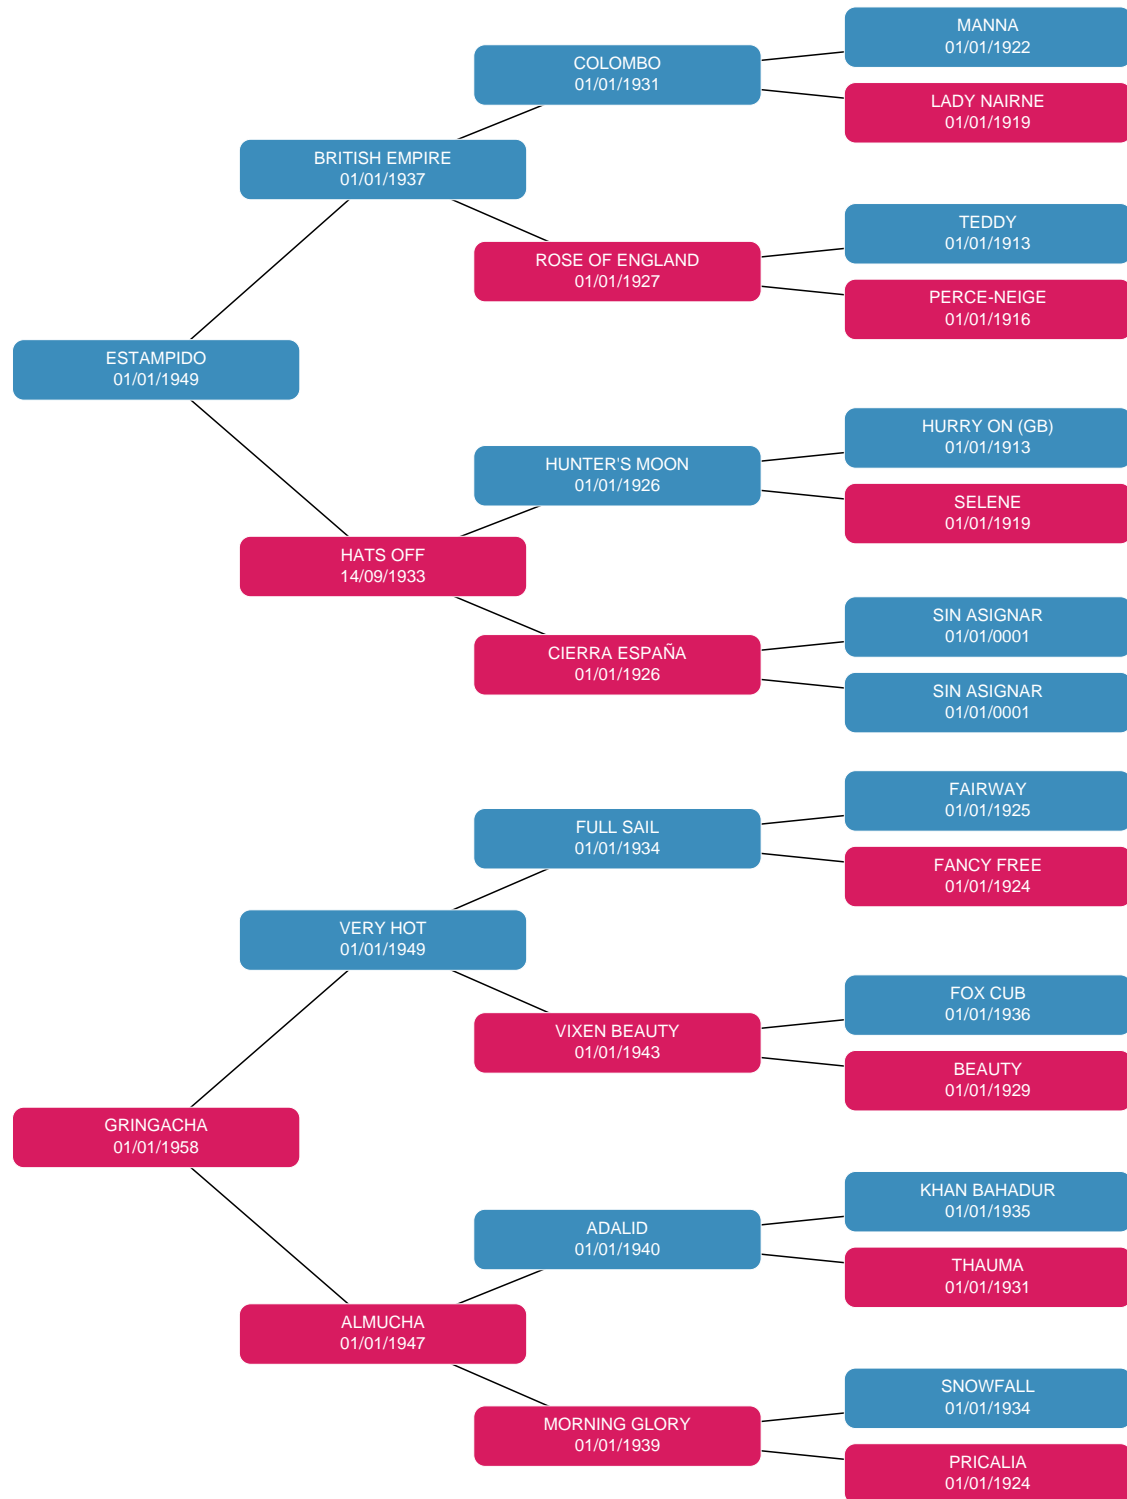 MANNA
01/01/1922
COLOMBO
01/01/1931
LADY NAIRNE
01/01/1919
BRITISH EMPIRE
01/01/1937
TEDDY
01/01/1913
ROSE OF ENGLAND
01/01/1927
PERCE-NEIGE
01/01/1916
ESTAMPIDO
01/01/1949
HURRY ON (GB)
01/01/1913
HUNTER'S MOON
01/01/1926
SELENE
01/01/1919
HATS OFF
14/09/1933
SIN ASIGNAR
01/01/0001
CIERRA ESPAÑA
01/01/1926
SIN ASIGNAR
01/01/0001
FAIRWAY
01/01/1925
FULL SAIL
01/01/1934
FANCY FREE
01/01/1924
VERY HOT
01/01/1949
FOX CUB
01/01/1936
VIXEN BEAUTY
01/01/1943
BEAUTY
01/01/1929
GRINGACHA
01/01/1958
KHAN BAHADUR
01/01/1935
ADALID
01/01/1940
THAUMA
01/01/1931
ALMUCHA
01/01/1947
SNOWFALL
01/01/1934
MORNING GLORY
01/01/1939
PRICALIA
01/01/1924